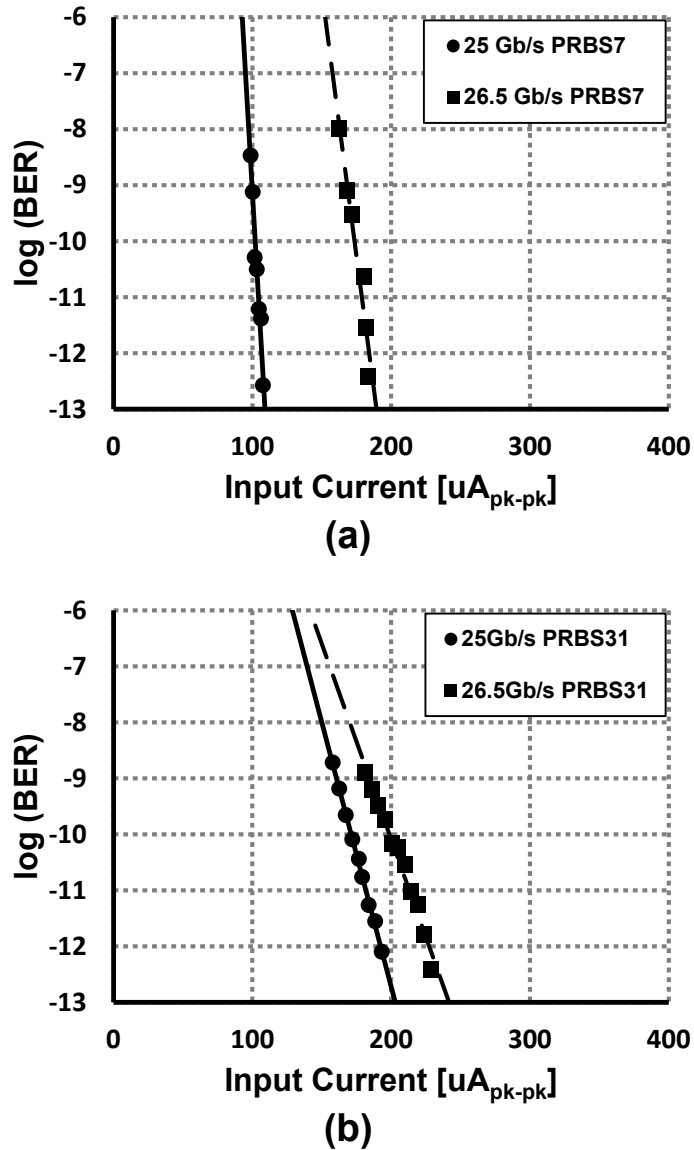 -6
-7
-8
-9
-10
-11
-12
-13
log (BER)
25 Gb/s PRBS7
26.5 Gb/s PRBS7
0 100 200 300 400
Input Current [uApk-pk]
(a)
-6
-7
-8
-9
-10
-11
-12
-13
log (BER)
25Gb/s PRBS31
26.5Gb/s PRBS31
0 100 200 300 400
Input Current [uApk-pk]
(b)